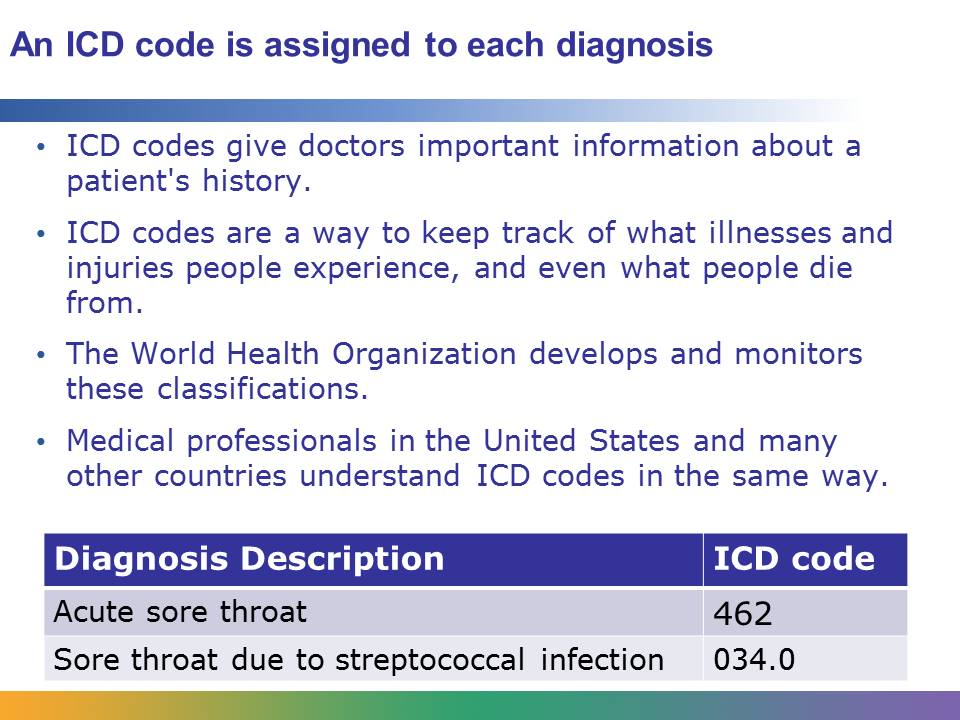 An ICD code is assigned to each diagnosis
• ICD codes give doctors important information about a
patient's history.
• ICD codes are a way to keep track of what illnesses and
injuries people experience, and even what people die
from.
• The World Health Organization develops and monitors
these classifications.
• Medical professionals in the United States and many
other countries understand ICD codes in the same way.
Diagnosis Description ICD code
Acute sore throat 462
Sore throat due to streptococcal infection 034.0